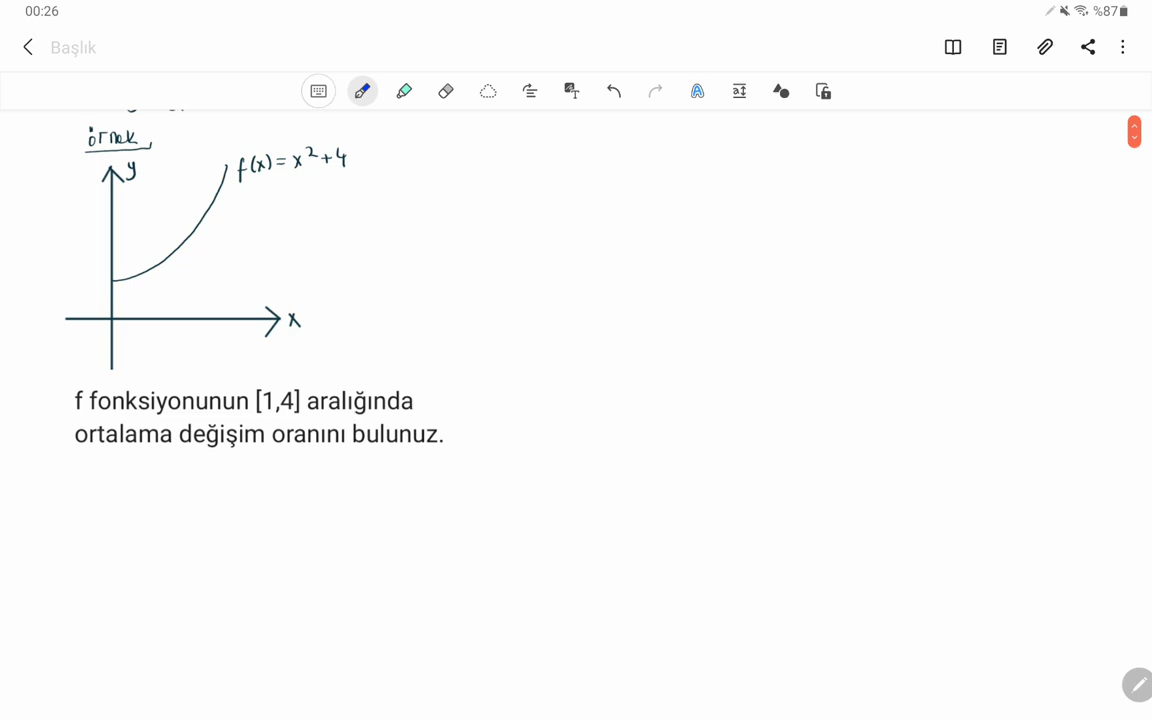 00:26
%87
Başlık
örnek
y
f(x) = x² + 4
x
f fonksiyonunun [1,4] aralığında
ortalama değişim oranını bulunuz.